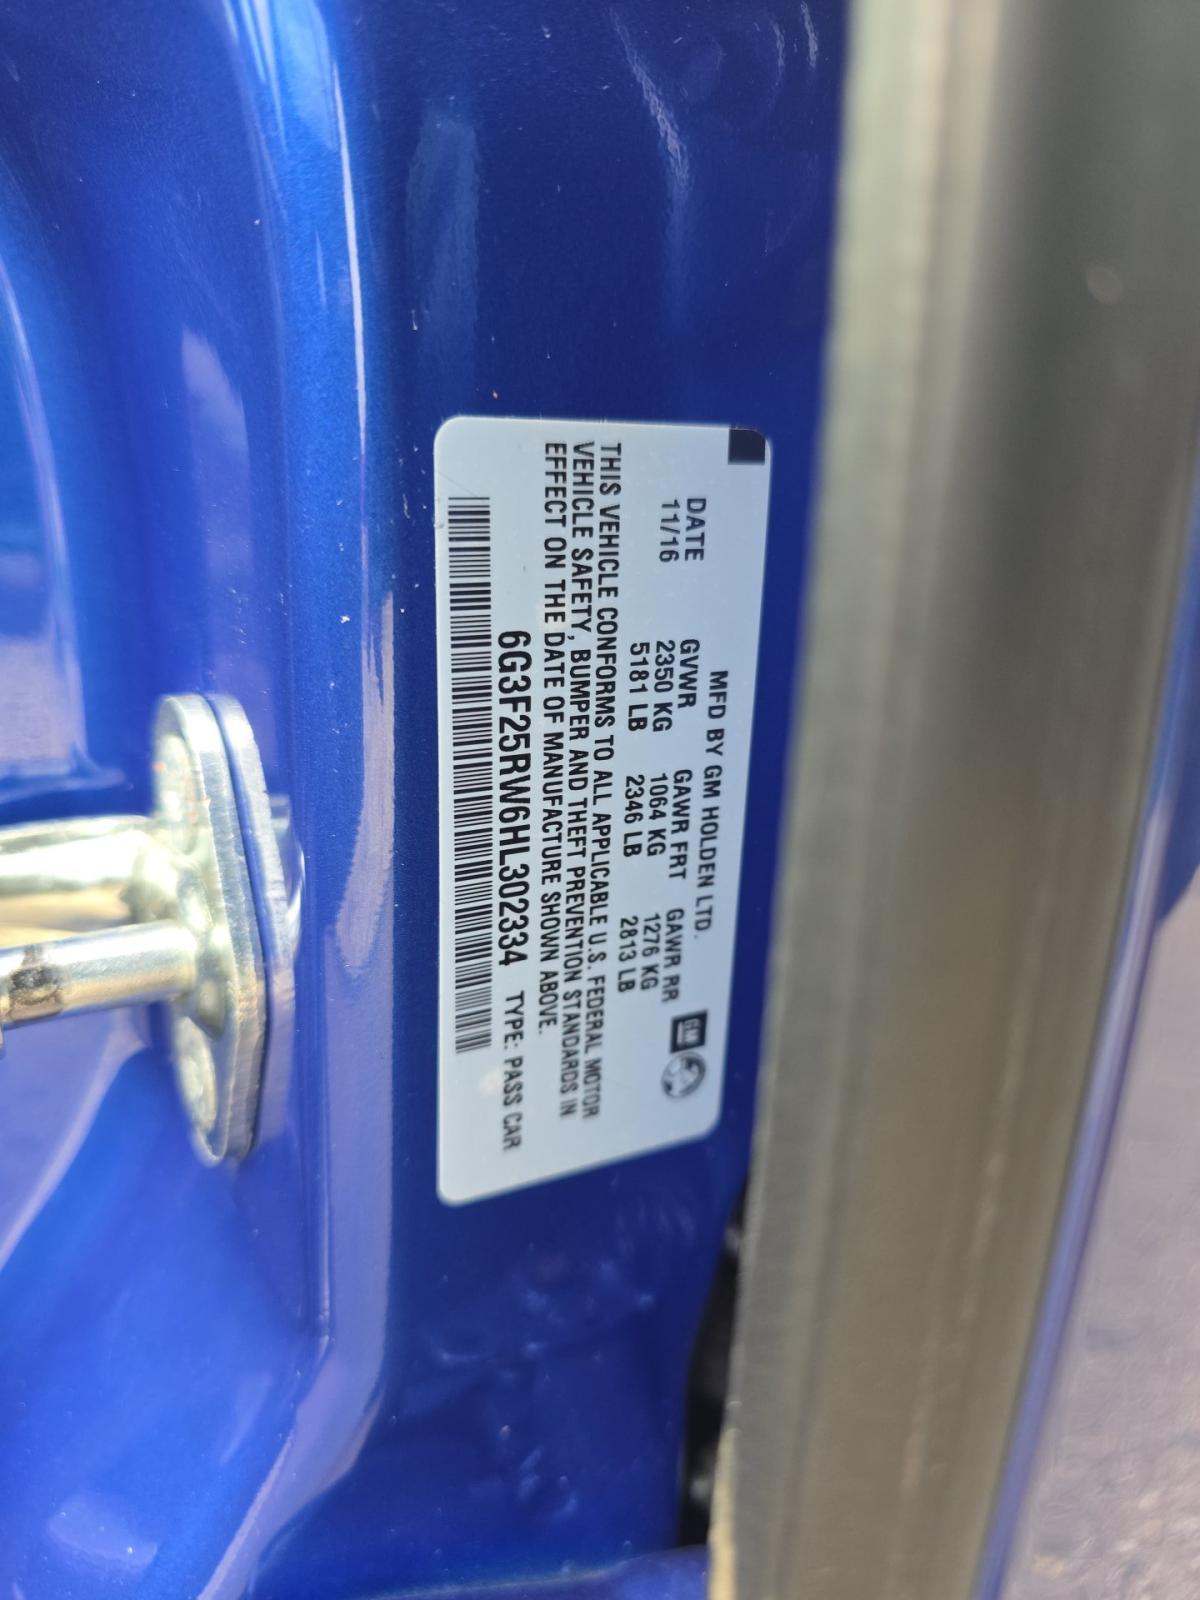 MFD BY GM HOLDEN LTD. GM
DATE GVWR GAWR FRT GAWR RR
11/16 2350 KG 1064 KG 1276 KG
5181 LB 2346 LB 2813 LB
THIS VEHICLE CONFORMS TO ALL APPLICABLE U.S. FEDERAL MOTOR
VEHICLE SAFETY, BUMPER AND THEFT PREVENTION STANDARDS IN
EFFECT ON THE DATE OF MANUFACTURE SHOWN ABOVE.
6G3F25RW6HL302334 TYPE: PASS CAR